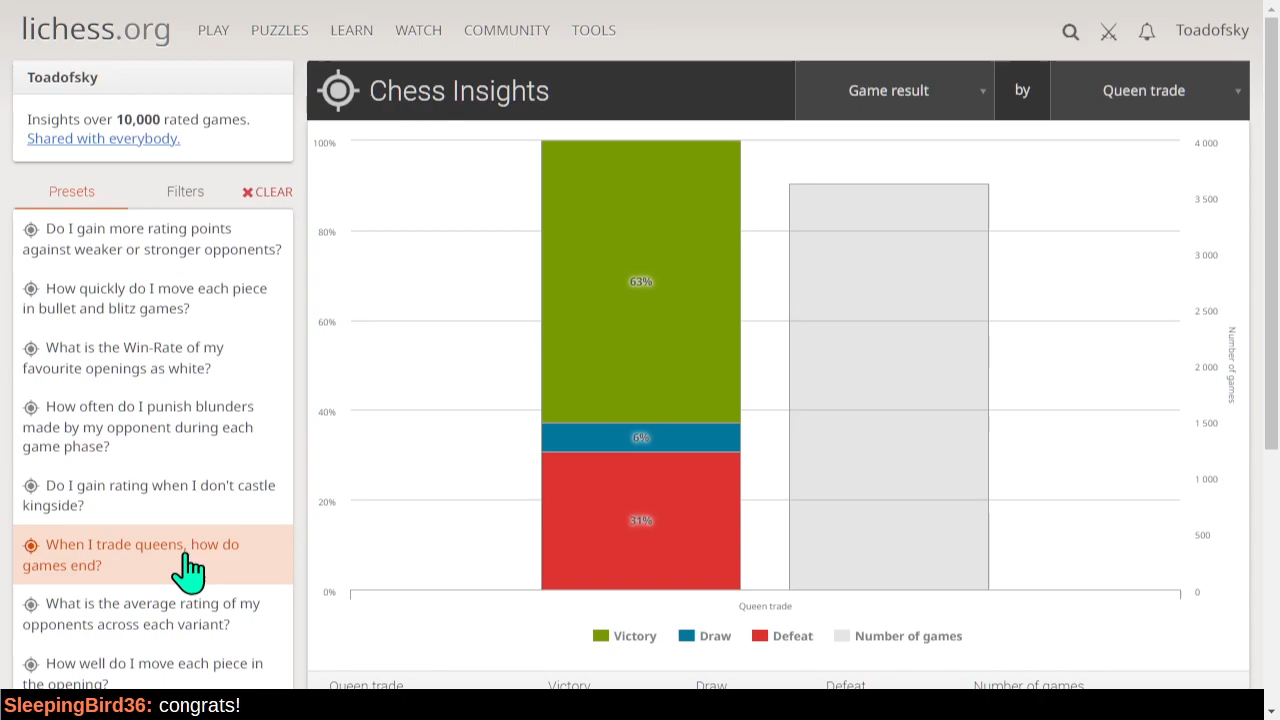 lichess.org PLAY PUZZLES LEARN WATCH COMMUNITY TOOLS Toadofsky
Toadofsky
Insights over 10,000 rated games.
Shared with everybody.
Presets Filters CLEAR
Do I gain more rating points
against weaker or stronger opponents?
How quickly do I move each piece
in bullet and blitz games?
What is the Win-Rate of my
favourite openings as white?
How often do I punish blunders
made by my opponent during each
game phase?
Do I gain rating when I don't castle
kingside?
When I trade queens, how do
games end?
What is the average rating of my
opponents across each variant?
How well do I move each piece in
the opening?
Chess Insights Game result by Queen trade
100%
80%
60%
40%
20%
0%
63%
6%
31%
4 000
3 500
3 000
2 500
2 000
1 500
1 000
500
0
Number of games
Queen trade
Victory Draw Defeat Number of games
Queen trade Victory Draw Defeat Number of games
SleepingBird36: congrats!